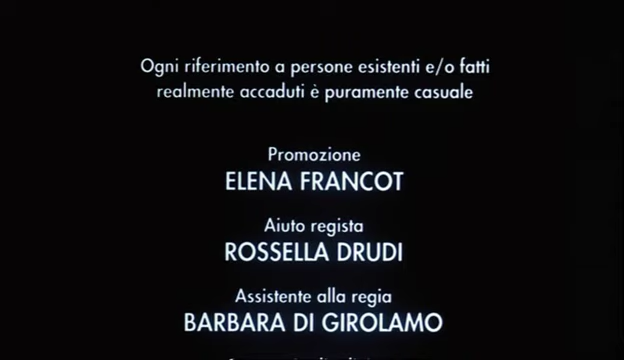 Ogni riferimento a persone esistenti e/o fatti
realmente accaduti è puramente casuale
Promozione
ELENA FRANCOT
Aiuto regista
ROSSELLA DRUDI
Assistente alla regia
BARBARA DI GIROLAMO